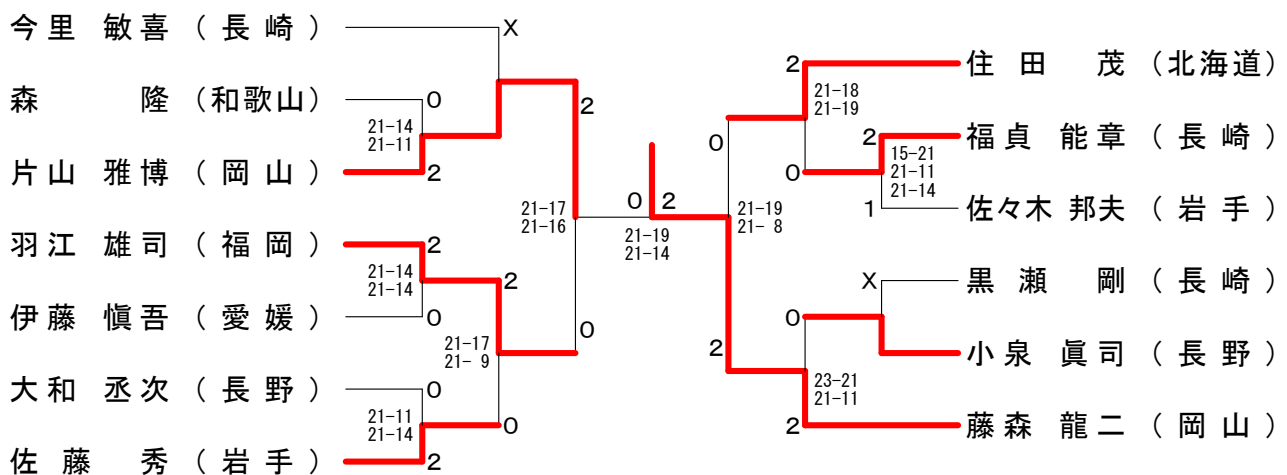 今里 敏喜 ( 長 崎 )
X
森 隆 (和歌山)
0
21-14
21-11
片山 雅博 ( 岡 山 )
2
2
羽江 雄司 ( 福 岡 )
2
21-14
21-14
伊藤 愼吾 ( 愛 媛 )
0
2
21-17
21- 9
大和 丞次 ( 長 野 )
0
21-11
21-14
佐 藤 秀 ( 岩 手 )
2
0
21-17
21-16
0
0
2
21-19
21-14
2
住 田 茂 (北海道)
21-18
21-19
0
2
福貞 能章 ( 長 崎 )
15-21
21-11
21-14
0
1
佐々木 邦夫 ( 岩 手 )
21-19
21- 8
X
黒 瀬 剛 ( 長 崎 )
0
小泉 眞司 ( 長 野 )
2
23-21
21-11
2
藤森 龍二 ( 岡 山 )